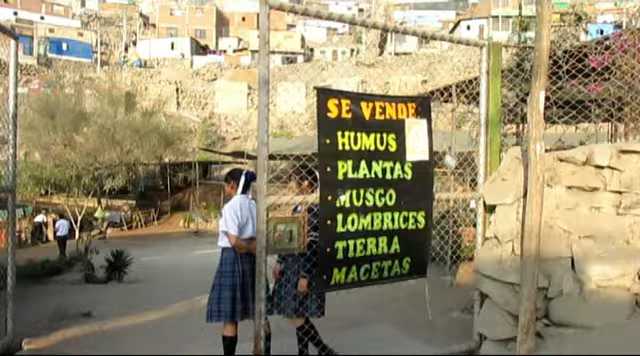 SE VENDE
· HUMUS
· PLANTAS
· MUSGO
· LOMBRICES
· TIERRA
· MACETAS